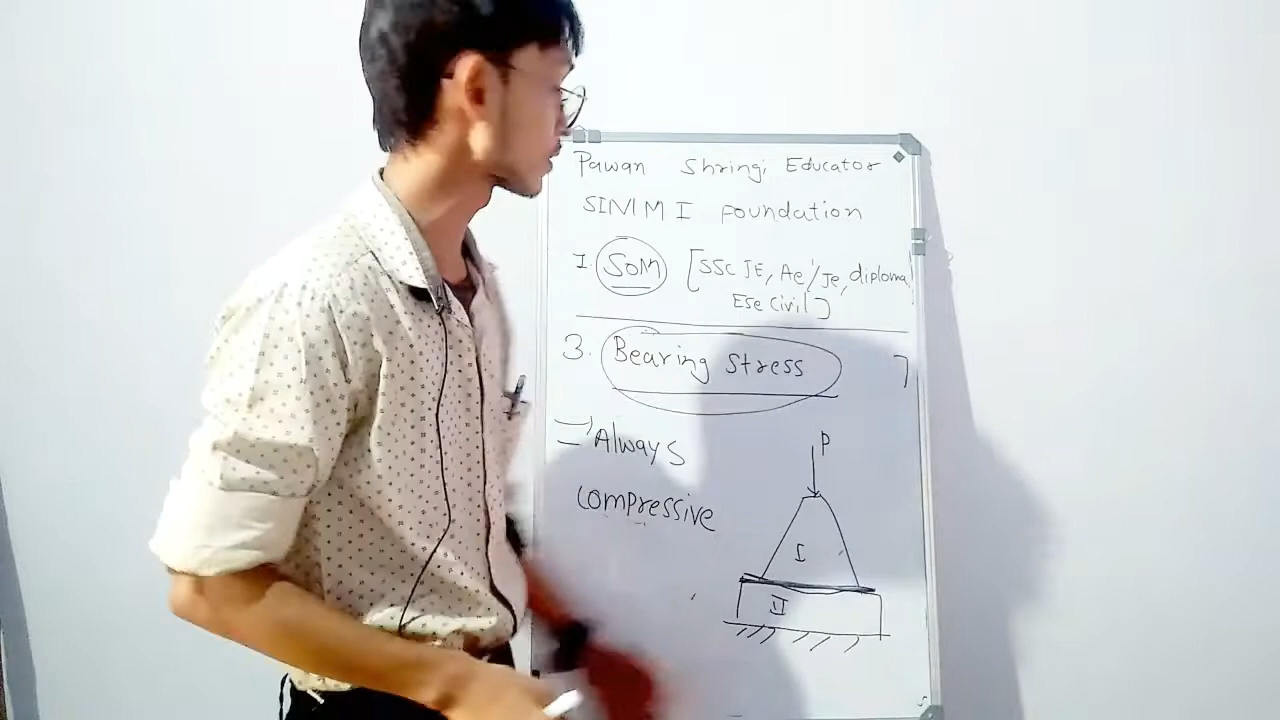 Pawan Shringi Educator
SIMMI foundation
1. SOM [SSC JE, Ae/Je, diploma,
Ese Civil]
3. Bearing Stress
Always
Compressive
P
I
II